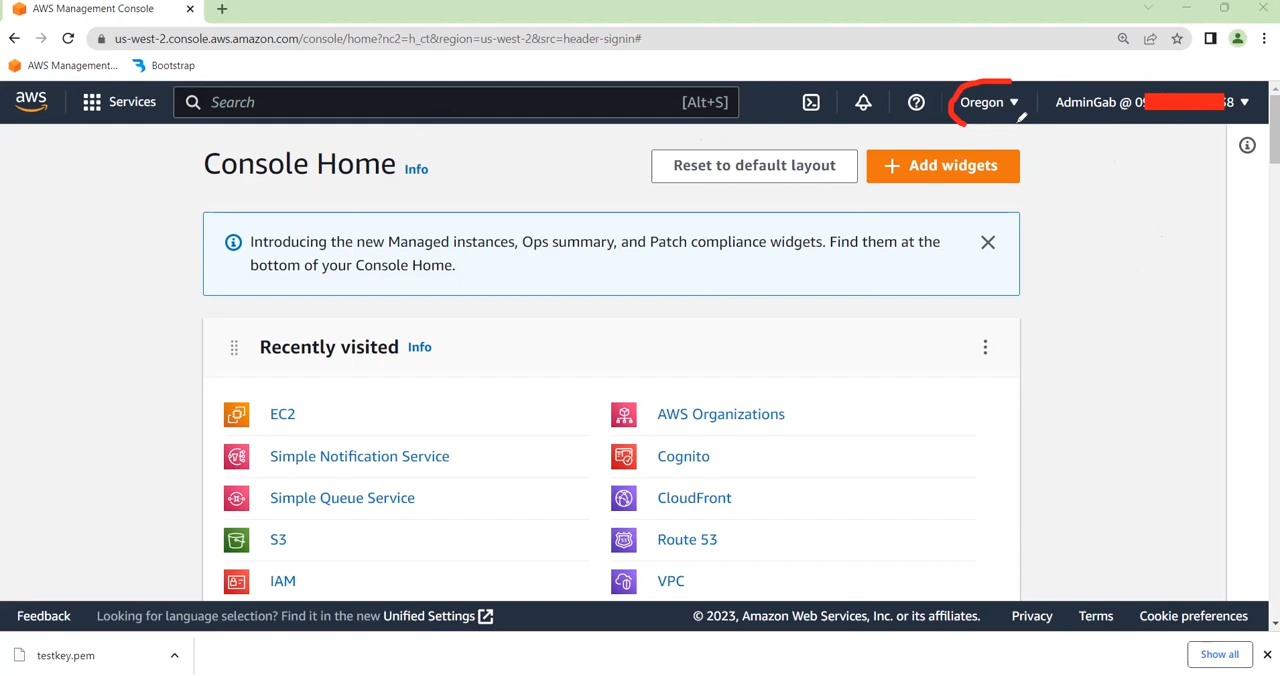 AWS Management Console
us-west-2.console.aws.amazon.com/console/home?nc2=h_ct&region=us-west-2&src=header-signin#
AWS Management... Bootstrap
aws Services Search [Alt+S] Oregon AdminGab @ 09 8
Console Home Info Reset to default layout Add widgets
Introducing the new Managed instances, Ops summary, and Patch compliance widgets. Find them at the
bottom of your Console Home.
Recently visited Info
EC2 AWS Organizations
Simple Notification Service Cognito
Simple Queue Service CloudFront
S3 Route 53
IAM VPC
Feedback Looking for language selection? Find it in the new Unified Settings © 2023, Amazon Web Services, Inc. or its affiliates. Privacy Terms Cookie preferences
testkey.pem Show all